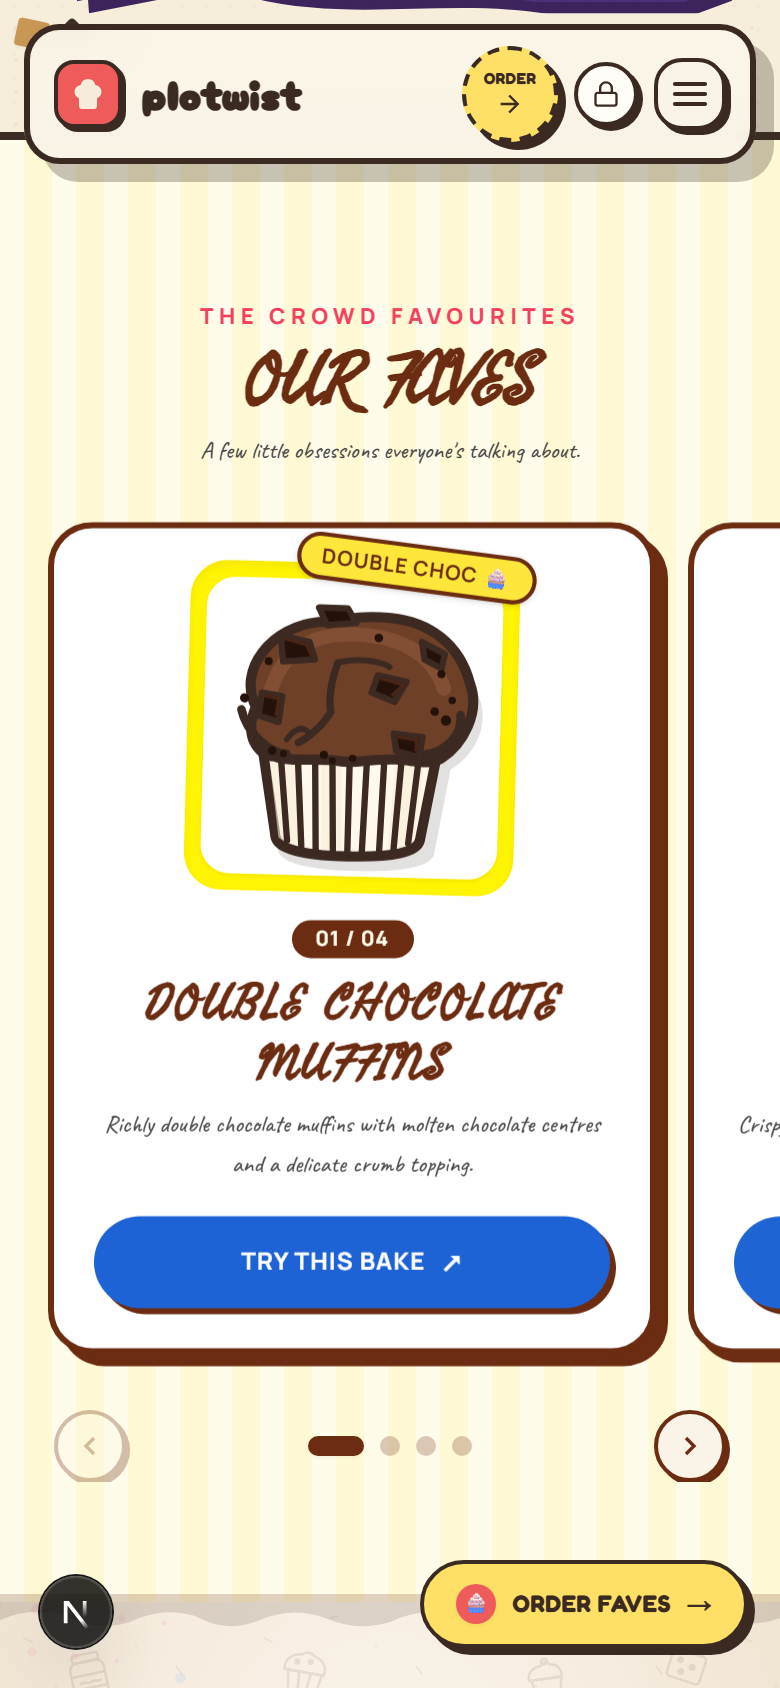 plotwist
ORDER
→
THE CROWD FAVOURITES
OUR FAVES
A few little obsessions everyone's talking about.
DOUBLE CHOC 🧁
01 / 04
DOUBLE CHOCOLATE
MUFFINS
Richly double chocolate muffins with molten chocolate centres
and a delicate crumb topping.
Crisp
TRY THIS BAKE ↗
N
ORDER FAVES →